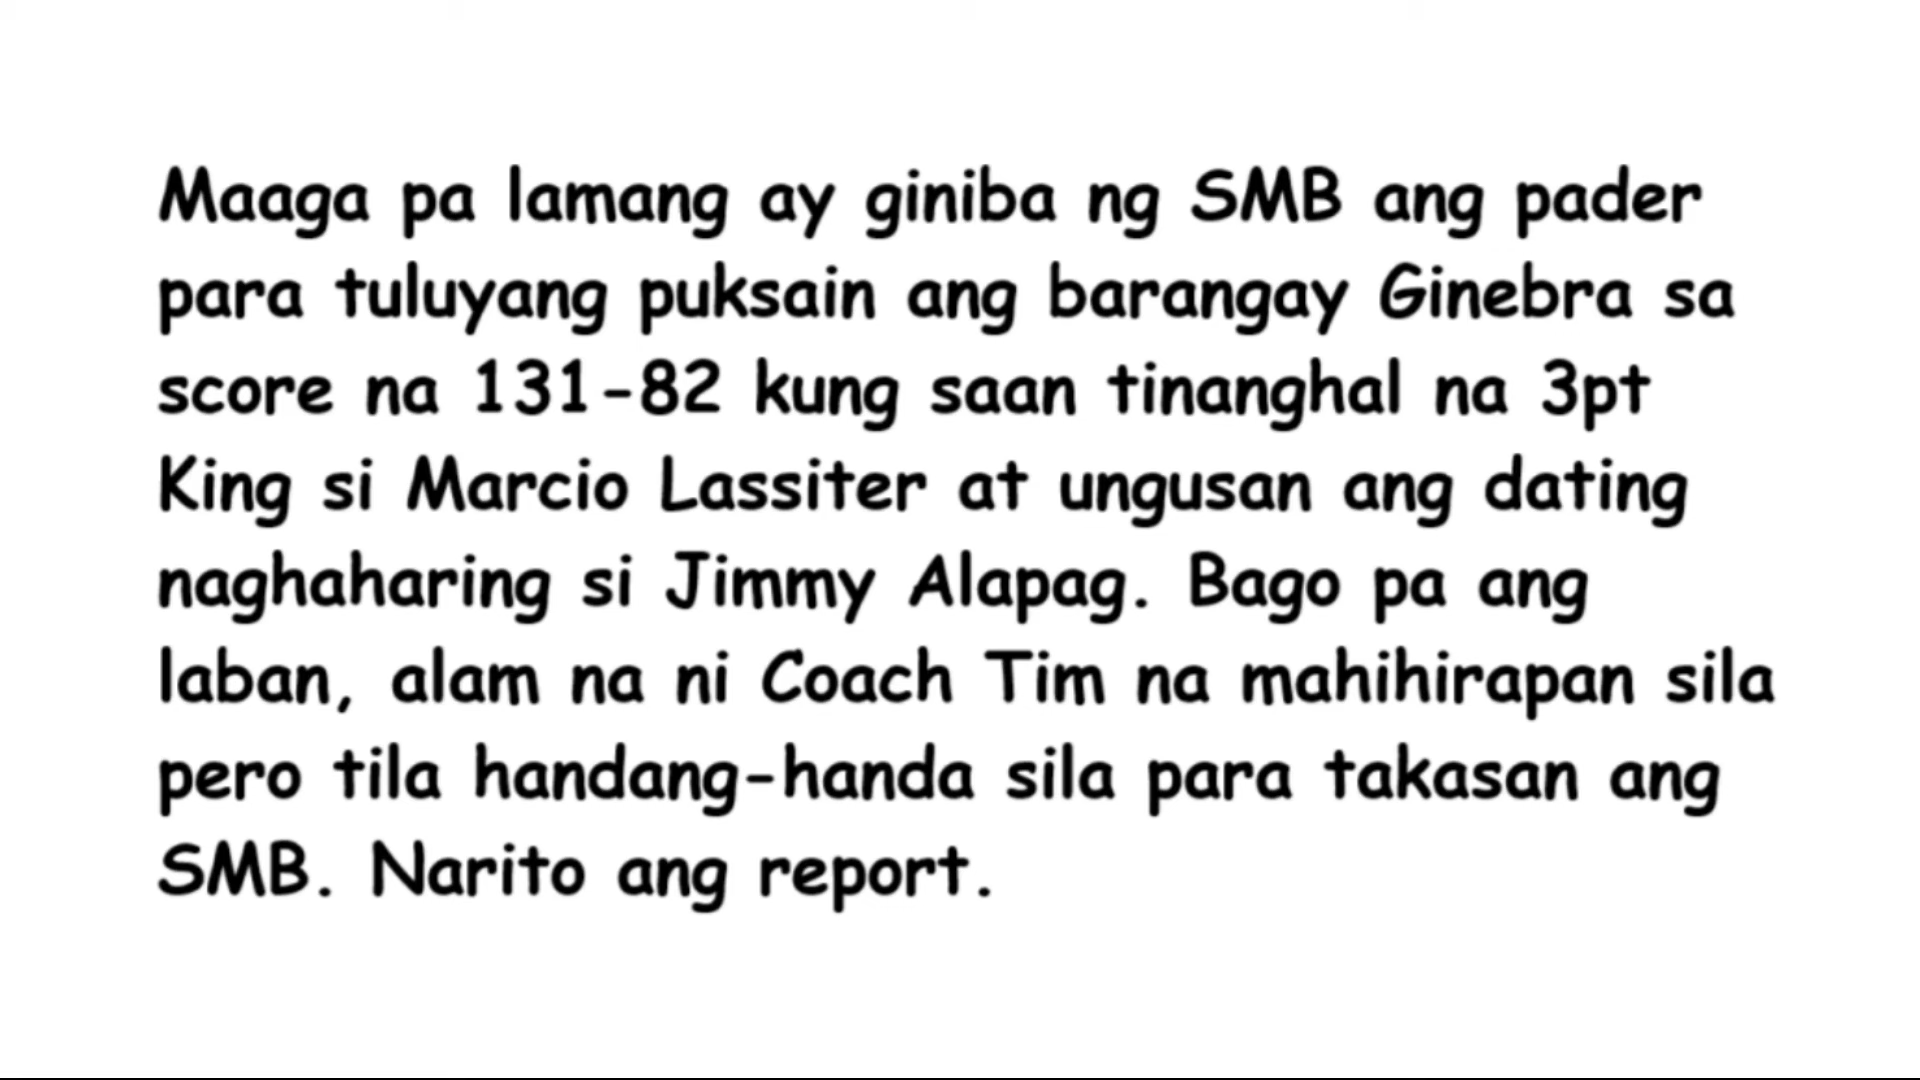 Maaga pa lamang ay giniba ng SMB ang pader
para tuluyang puksain ang barangay Ginebra sa
score na 131-82 kung saan tinanghal na 3pt
King si Marcio Lassiter at ungusan ang dating
naghaharing si Jimmy Alapag. Bago pa ang
laban, alam na ni Coach Tim na mahihirapan sila
pero tila handang-handa sila para takasan ang
SMB. Narito ang report.